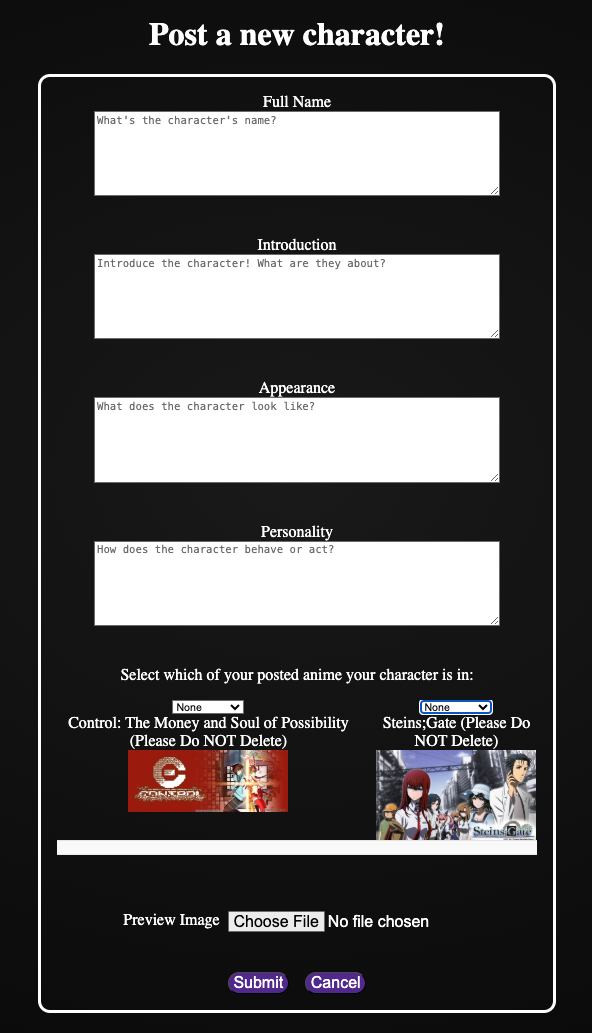 Post a new character!
Full Name
What's the character's name?
Introduction
Introduce the character! What are they about?
Appearance
What does the character look like?
Personality
How does the character behave or act?
Select which of your posted anime your character is in:
None
Control: The Money and Soul of Possibility
(Please Do NOT Delete)
CONTROL
None
Steins;Gate (Please Do
NOT Delete)
Steins;Gate
Preview Image Choose File No file chosen
Submit Cancel